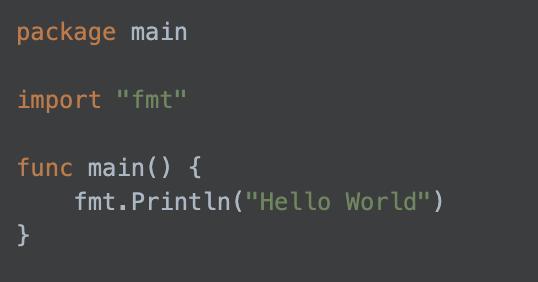 package main
import "fmt"
func main() {
    fmt.Println("Hello World")
}